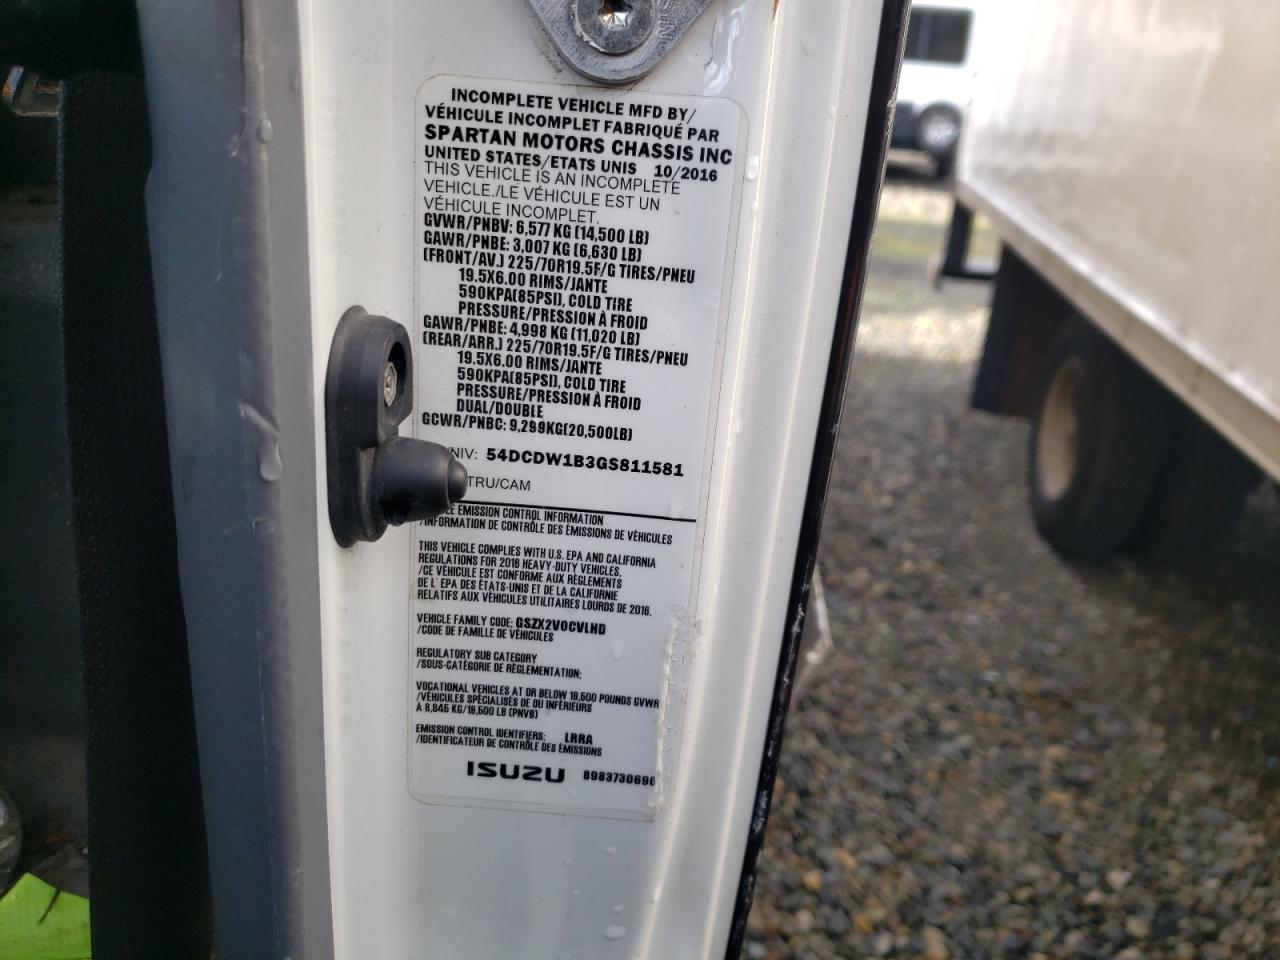 INCOMPLETE VEHICLE MFD BY/
VÉHICULE INCOMPLET FABRIQUÉ PAR
SPARTAN MOTORS CHASSIS INC
UNITED STATES/ETATS UNIS 10/2016
THIS VEHICLE IS AN INCOMPLETE
VEHICLE./LE VÉHICULE EST UN
VÉHICULE INCOMPLET.
GVWR/PNBV: 6,577 KG (14,500 LB)
GAWR/PNBE: 3,007 KG (6,630 LB)
(FRONT/AV.) 225/70R19.5F/G TIRES/PNEU
19.5X6.00 RIMS/JANTE
590KPA(85PSI), COLD TIRE
PRESSURE/PRESSION À FROID
GAWR/PNBE: 4,998 KG (11,020 LB)
(REAR/ARR.) 225/70R19.5F/G TIRES/PNEU
19.5X6.00 RIMS/JANTE
590KPA(85PSI), COLD TIRE
PRESSURE/PRESSION À FROID
DUAL/DOUBLE
GCWR/PNBC: 9,299KG(20,500LB)
/NIV: 54DCDW1B3GS811581
TRU/CAM
EMISSION CONTROL INFORMATION
/INFORMATION DE CONTRÔLE DES ÉMISSIONS DE VÉHICULES
THIS VEHICLE COMPLIES WITH U.S. EPA AND CALIFORNIA
REGULATIONS FOR 2016 HEAVY-DUTY VEHICLES.
/CE VÉHICULE EST CONFORME AUX RÈGLEMENTS
DE L'EPA DES ÉTATS-UNIS ET DE LA CALIFORNIE
RELATIFS AUX VÉHICULES UTILITAIRES LOURDS DE 2016.
VEHICLE FAMILY CODE: GSZX2VOCVLHD
/CODE DE FAMILLE DE VÉHICULES
REGULATORY SUB CATEGORY
/SOUS-CATÉGORIE DE RÉGLEMENTATION:
VOCATIONAL VEHICLES AT OR BELOW 19,500 POUNDS GVWR
/VÉHICULES SPÉCIALISÉS DE OU INFÉRIEURS
À 8,845 KG/19,500 LB (PNVB)
EMISSION CONTROL IDENTIFIERS: LRRA
/IDENTIFICATEUR DE CONTRÔLE DES ÉMISSIONS
ISUZU 8983730690